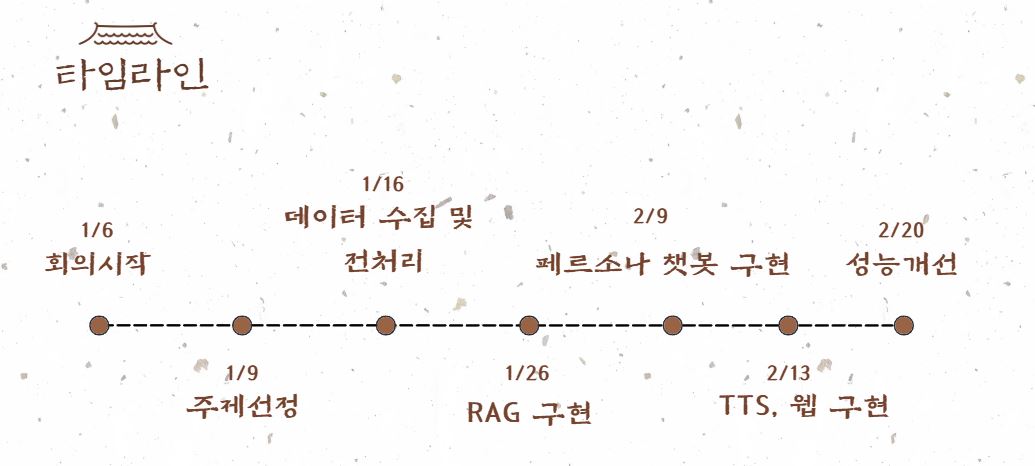 타임라인
1/6
회의시작
1/9
주제선정
1/16
데이터 수집 및
전처리
1/26
RAG 구현
2/9
페르소나 챗봇 구현
2/13
TTS, 웹 구현
2/20
성능개선